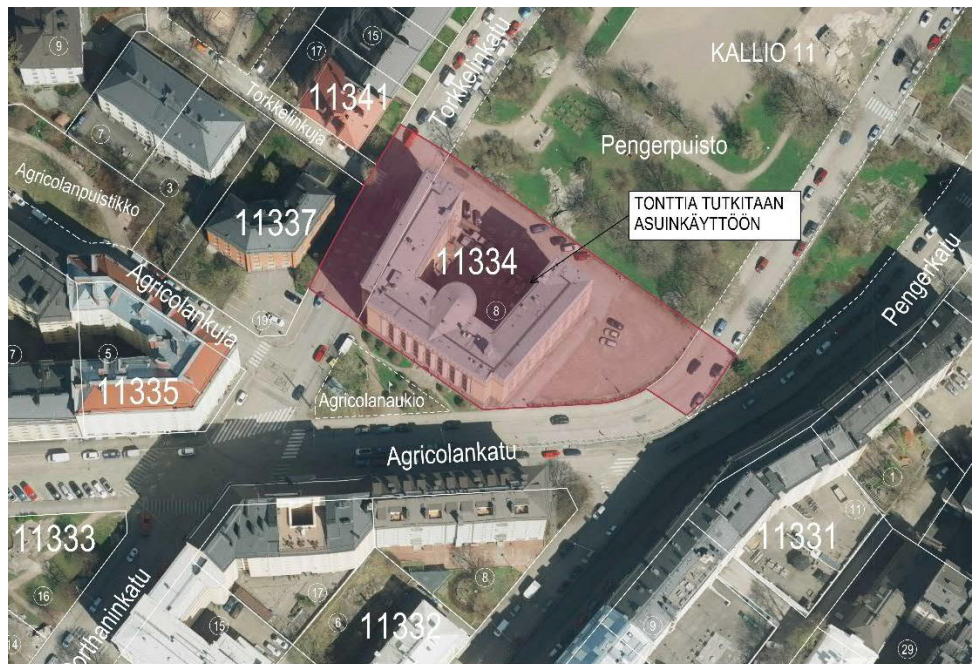 9
15
17
11341
Torkkelinkatu
KALLIO 11
Torkkelinkuja
Pengerpuisto
7
3
Agricolanpuistikko
TONTTIA TUTKITAAN
ASUINKÄYTTÖÖN
11337
11334
8
Pengerkatu
Agricolankuja
19
7
5
11335
Agricolanaukio
Agricolankatu
1
11
11331
11333
16
17
8
6
15
11332
9
14
29